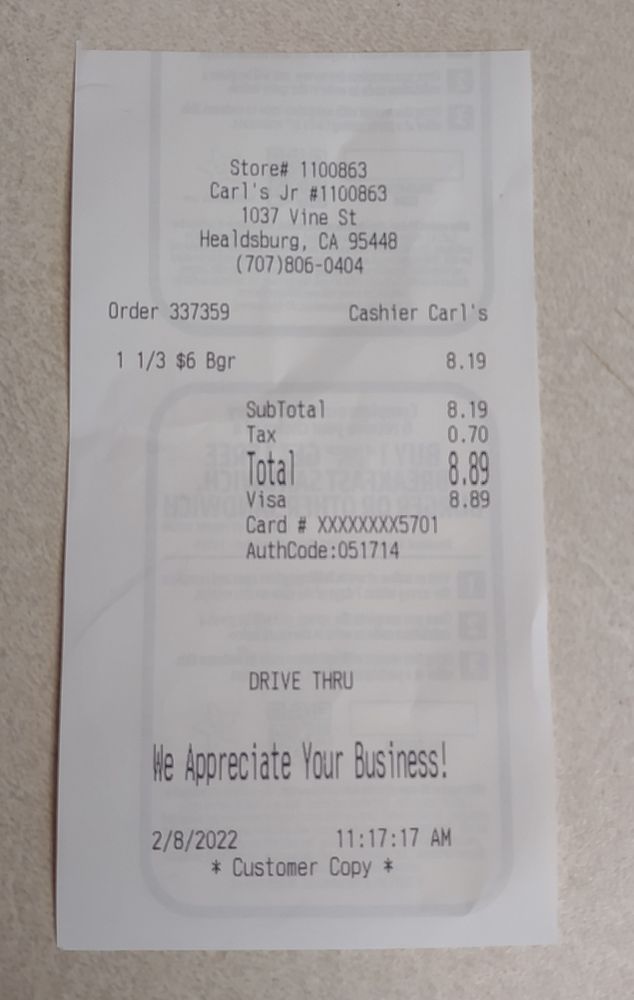 Store# 1100863
Carl's Jr #1100863
1037 Vine St
Healdsburg, CA 95448
(707)806-0404
Order 337359 Cashier Carl's
1 1/3 $6 Bgr 8.19
SubTotal 8.19
Tax 0.70
Total 8.89
Visa 8.89
Card # XXXXXXXX5701
AuthCode:051714
DRIVE THRU
We Appreciate Your Business!
2/8/2022 11:17:17 AM
* Customer Copy *